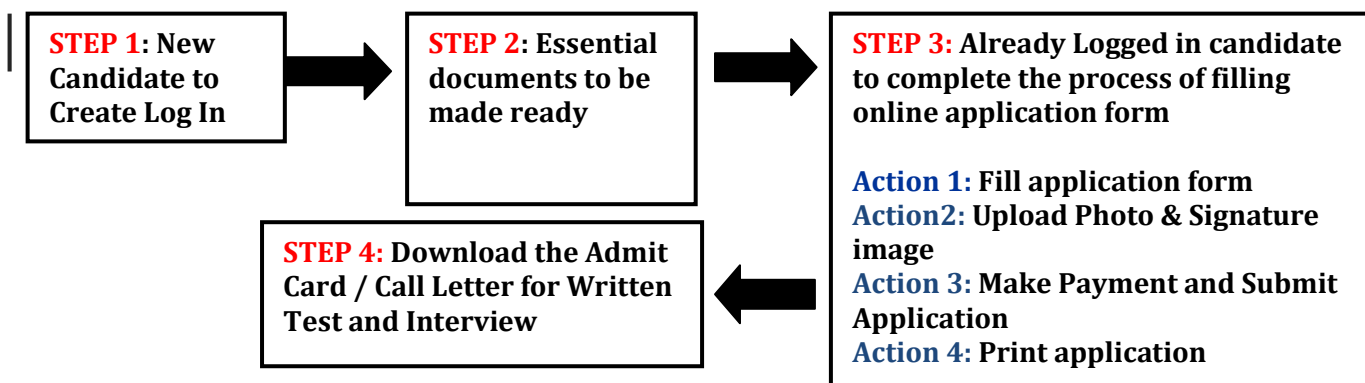 STEP 1: New
Candidate to
Create Log In
STEP 2: Essential
documents to be
made ready
STEP 3: Already Logged in candidate
to complete the process of filling
online application form
Action 1: Fill application form
Action2: Upload Photo & Signature
image
Action 3: Make Payment and Submit
Application
Action 4: Print application
STEP 4: Download the Admit
Card / Call Letter for Written
Test and Interview